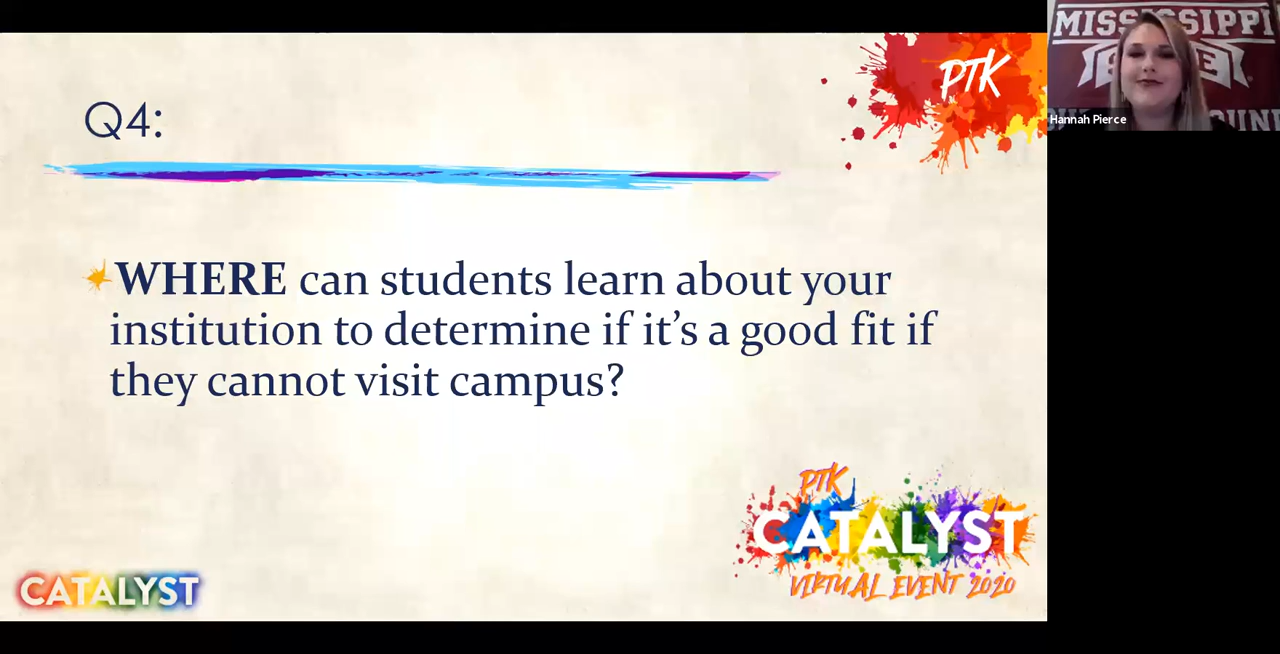 Q4:
PTK
MISSISSIPPI
Hannah Pierce
WHERE can students learn about your
institution to determine if it’s a good fit if
they cannot visit campus?
PTK
CATALYST
VIRTUAL EVENT 2020
CATALYST